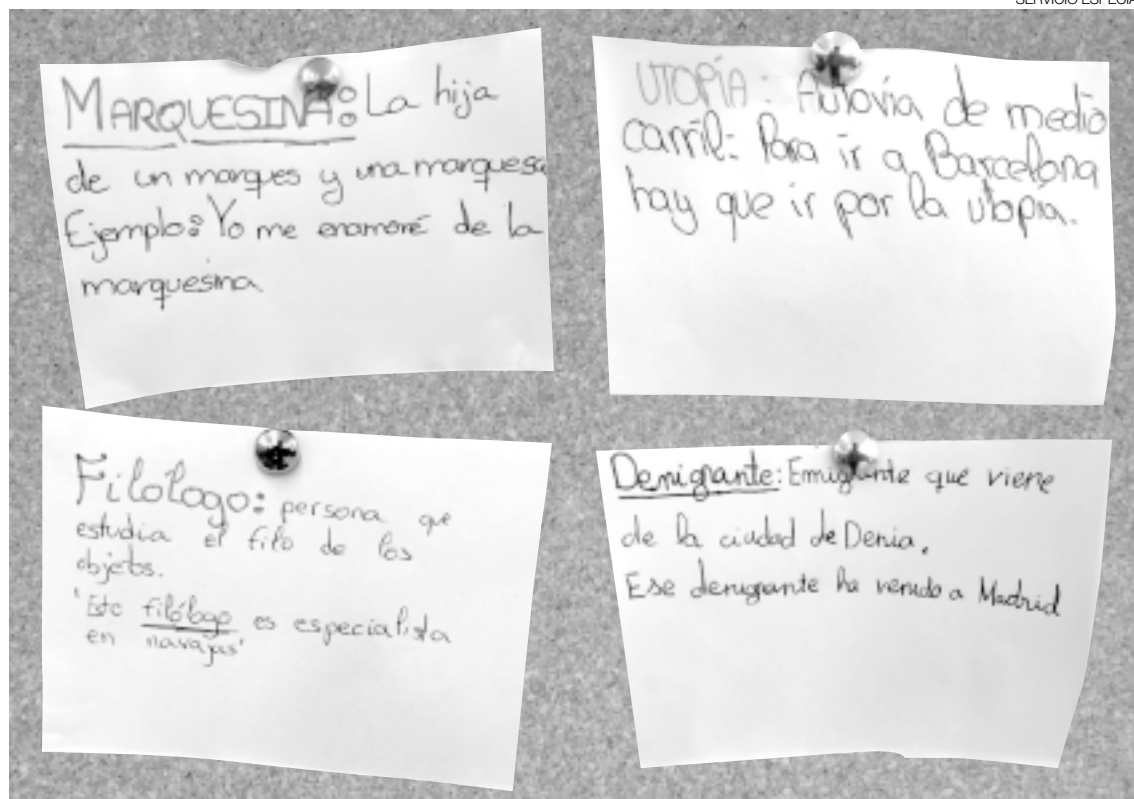 SERVICIO ESPECIA
MARQUESINA: La hija
de un marques y una marquesa
Ejemplo: Yo me enamoré de la
marquesina
UTOPÍA: Autovía de medio
carril: Para ir a Barcelona
hay que ir por la utopía.
Filólogo: persona que
estudia el filo de los
objetos.
'Este filólogo es especialista
en navajas'
Denigrante: Emigrante que viene
de la ciudad de Denia.
Ese denigrante ha venido a Madrid